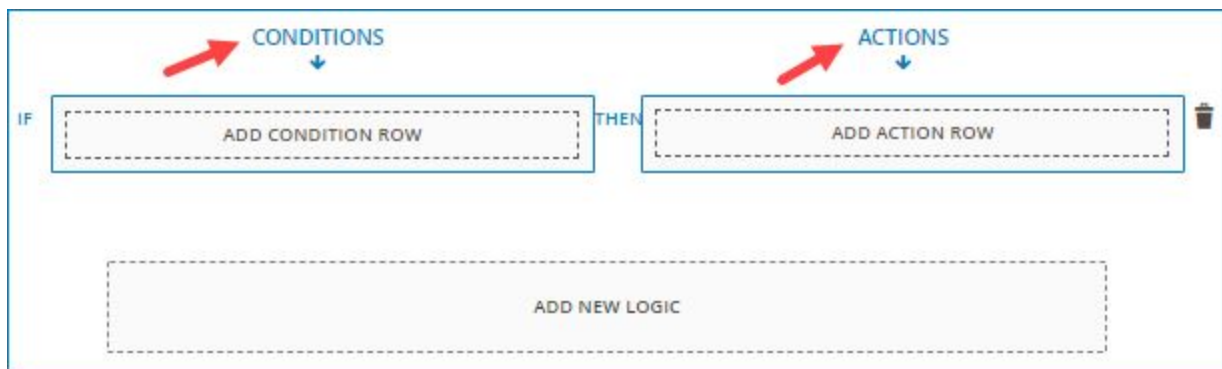 CONDITIONS
ACTIONS
IF
ADD CONDITION ROW
THEN
ADD ACTION ROW
ADD NEW LOGIC